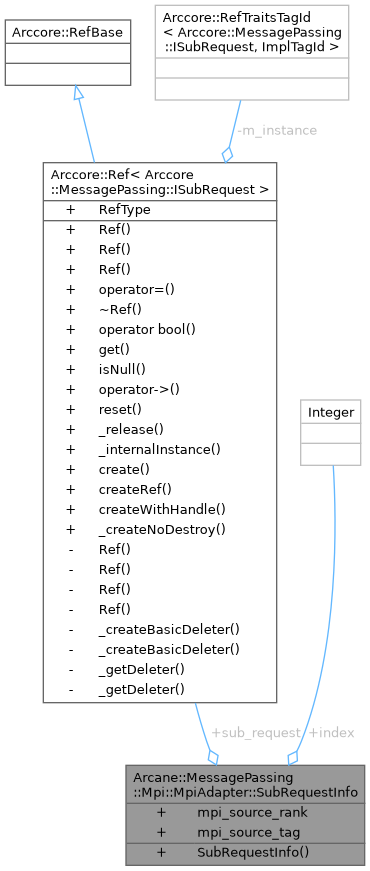 Arccore::RefBase
Arccore::RefTraitsTagId
< Arccore::MessagePassing
::ISubRequest, ImplTagId >
-m_instance
Arccore::Ref< Arccore
::MessagePassing::ISubRequest >
+ RefType
+ Ref()
+ Ref()
+ Ref()
+ operator=()
+ ~Ref()
+ operator bool()
+ get()
+ isNull()
+ operator->()
+ reset()
+ _release()
+ _internalInstance()
+ create()
+ createRef()
+ createWithHandle()
+ _createNoDestroy()
- Ref()
- Ref()
- Ref()
- Ref()
- _createBasicDeleter()
- _createBasicDeleter()
- _getDeleter()
- _getDeleter()
Integer
+sub_request
+index
Arcane::MessagePassing
::Mpi::MpiAdapter::SubRequestInfo
+ mpi_source_rank
+ mpi_source_tag
+ SubRequestInfo()